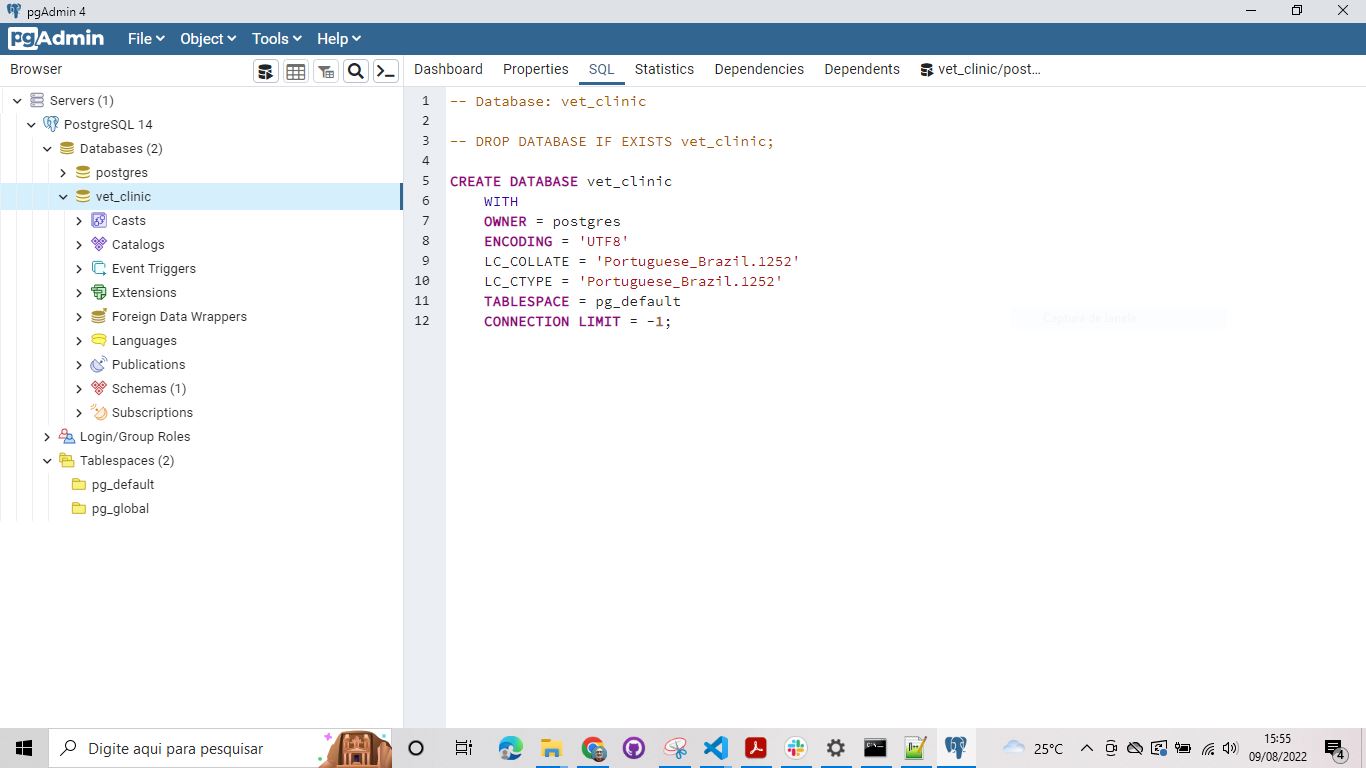 pgAdmin 4
pgAdmin File Object Tools Help
Browser
Dashboard Properties SQL Statistics Dependencies Dependents vet_clinic/post...
Servers (1)
PostgreSQL 14
Databases (2)
postgres
vet_clinic
Casts
Catalogs
Event Triggers
Extensions
Foreign Data Wrappers
Languages
Publications
Schemas (1)
Subscriptions
Login/Group Roles
Tablespaces (2)
pg_default
pg_global
1 -- Database: vet_clinic
2
3 -- DROP DATABASE IF EXISTS vet_clinic;
4
5 CREATE DATABASE vet_clinic
6 WITH
7 OWNER = postgres
8 ENCODING = 'UTF8'
9 LC_COLLATE = 'Portuguese_Brazil.1252'
10 LC_CTYPE = 'Portuguese_Brazil.1252'
11 TABLESPACE = pg_default
12 CONNECTION LIMIT = -1;
Captura de janela
Digite aqui para pesquisar
25°C
15:55
09/08/2022
4